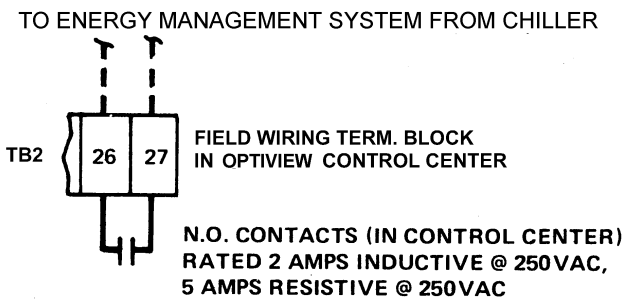 TO ENERGY MANAGEMENT SYSTEM FROM CHILLER
TB2
26 27
FIELD WIRING TERM. BLOCK
IN OPTIVIEW CONTROL CENTER
N.O. CONTACTS (IN CONTROL CENTER)
RATED 2 AMPS INDUCTIVE @ 250VAC,
5 AMPS RESISTIVE @ 250VAC